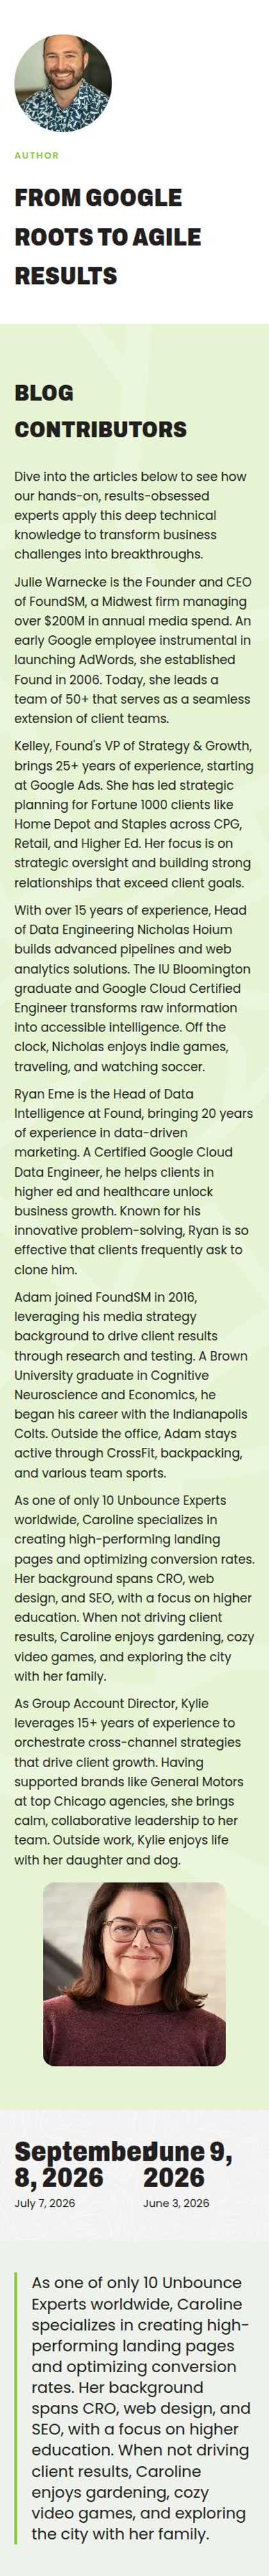 AUTHOR
FROM GOOGLE
ROOTS TO AGILE
RESULTS
BLOG
CONTRIBUTORS
Dive into the articles below to see how
our hands-on, results-obsessed
experts apply this deep technical
knowledge to transform business
challenges into breakthroughs.
Julie Warnecke is the Founder and CEO
of FoundSM, a Midwest firm managing
over $200M in annual media spend. An
early Google employee instrumental in
launching AdWords, she established
Found in 2006. Today, she leads a
team of 50+ that serves as a seamless
extension of client teams.
Kelley, Found's VP of Strategy & Growth,
brings 25+ years of experience, starting
at Google Ads. She has led strategic
planning for Fortune 1000 clients like
Home Depot and Staples across CPG,
Retail, and Higher Ed. Her focus is on
strategic oversight and building strong
relationships that exceed client goals.
With over 15 years of experience, Head
of Data Engineering Nicholas Hoium
builds advanced pipelines and web
analytics solutions. The IU Bloomington
graduate and Google Cloud Certified
Engineer transforms raw information
into accessible intelligence. Off the
clock, Nicholas enjoys indie games,
traveling, and watching soccer.
Ryan Eme is the Head of Data
Intelligence at Found, bringing 20 years
of experience in data-driven
marketing. A Certified Google Cloud
Data Engineer, he helps clients in
higher ed and healthcare unlock
business growth. Known for his
innovative problem-solving, Ryan is so
effective that clients frequently ask to
clone him.
Adam joined FoundSM in 2016,
leveraging his media strategy
background to drive client results
through research and testing. A Brown
University graduate in Cognitive
Neuroscience and Economics, he
began his career with the Indianapolis
Colts. Outside the office, Adam stays
active through CrossFit, backpacking,
and various team sports.
As one of only 10 Unbounce Experts
worldwide, Caroline specializes in
creating high-performing landing
pages and optimizing conversion rates.
Her background spans CRO, web
design, and SEO, with a focus on higher
education. When not driving client
results, Caroline enjoys gardening, cozy
video games, and exploring the city
with her family.
As Group Account Director, Kylie
leverages 15+ years of experience to
orchestrate cross-channel strategies
that drive client growth. Having
supported brands like General Motors
at top Chicago agencies, she brings
calm, collaborative leadership to her
team. Outside work, Kylie enjoys life
with her daughter and dog.
September
8, 2026
July 7, 2026
June 9,
2026
June 3, 2026
As one of only 10 Unbounce
Experts worldwide, Caroline
specializes in creating high-
performing landing pages
and optimizing conversion
rates. Her background
spans CRO, web design, and
SEO, with a focus on higher
education. When not driving
client results, Caroline
enjoys gardening, cozy
video games, and exploring
the city with her family.